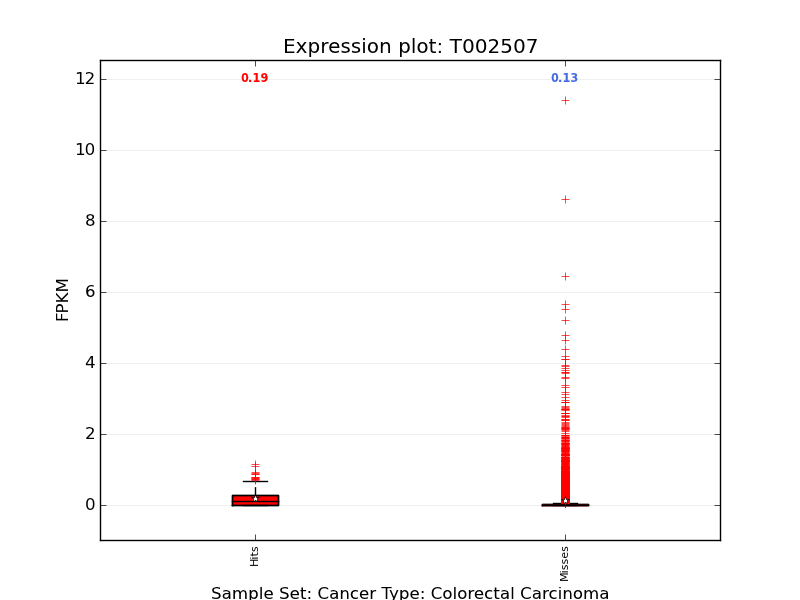 Expression plot: T002507
0.19
0.13
12
10
8
6
4
2
0
FPKM
Hits
Misses
Sample Set: Cancer Type: Colorectal Carcinoma